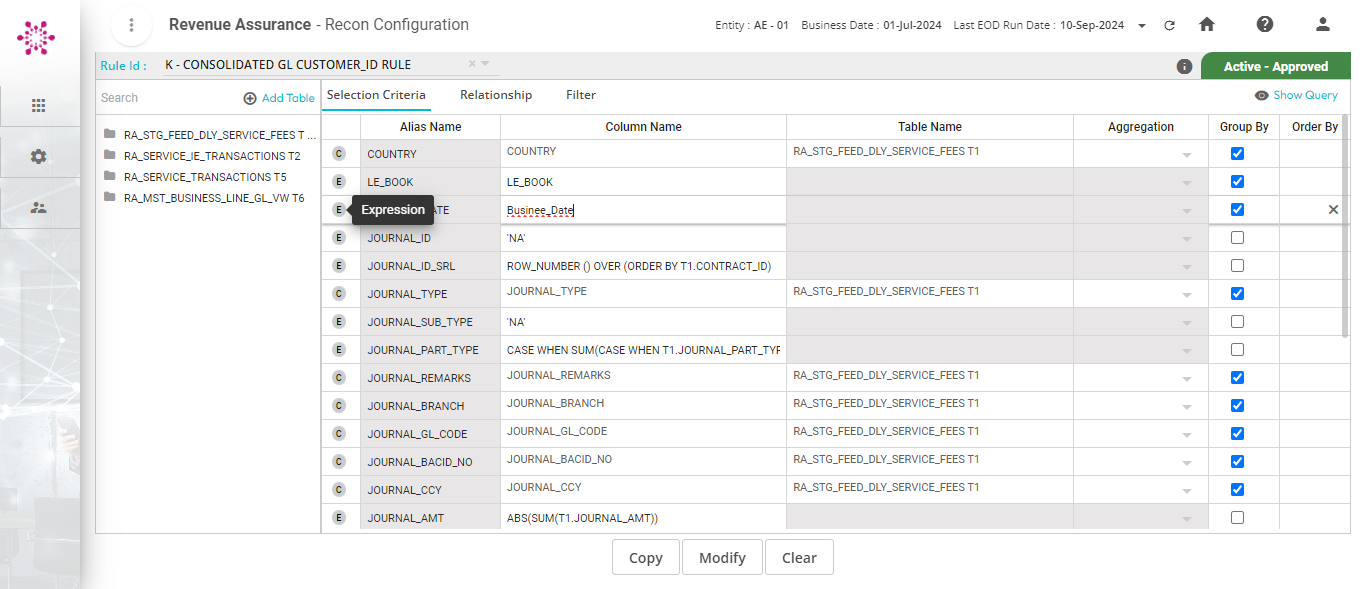 Revenue Assurance - Recon Configuration
Entity : AE - 01 Business Date : 01-Jul-2024 Last EOD Run Date : 10-Sep-2024
Rule Id : K - CONSOLIDATED GL CUSTOMER_ID RULE
Active - Approved
Search Add Table
RA_STG_FEED_DLY_SERVICE_FEES T ...
RA_SERVICE_IE_TRANSACTIONS T2
RA_SERVICE_TRANSACTIONS T5
RA_MST_BUSINESS_LINE_GL_VW T6
Selection Criteria Relationship Filter
Show Query
Alias Name Column Name Table Name Aggregation Group By Order By
C COUNTRY COUNTRY RA_STG_FEED_DLY_SERVICE_FEES T1
E LE_BOOK LE_BOOK
E Expression ATE Businee_Date
E JOURNAL_ID 'NA'
E JOURNAL_ID_SRL ROW_NUMBER () OVER (ORDER BY T1.CONTRACT_ID)
C JOURNAL_TYPE JOURNAL_TYPE RA_STG_FEED_DLY_SERVICE_FEES T1
E JOURNAL_SUB_TYPE 'NA'
E JOURNAL_PART_TYPE CASE WHEN SUM(CASE WHEN T1.JOURNAL_PART_TYP
C JOURNAL_REMARKS JOURNAL_REMARKS RA_STG_FEED_DLY_SERVICE_FEES T1
C JOURNAL_BRANCH JOURNAL_BRANCH RA_STG_FEED_DLY_SERVICE_FEES T1
C JOURNAL_GL_CODE JOURNAL_GL_CODE RA_STG_FEED_DLY_SERVICE_FEES T1
C JOURNAL_BACID_NO JOURNAL_BACID_NO RA_STG_FEED_DLY_SERVICE_FEES T1
C JOURNAL_CCY JOURNAL_CCY RA_STG_FEED_DLY_SERVICE_FEES T1
E JOURNAL_AMT ABS(SUM(T1.JOURNAL_AMT))
Copy Modify Clear